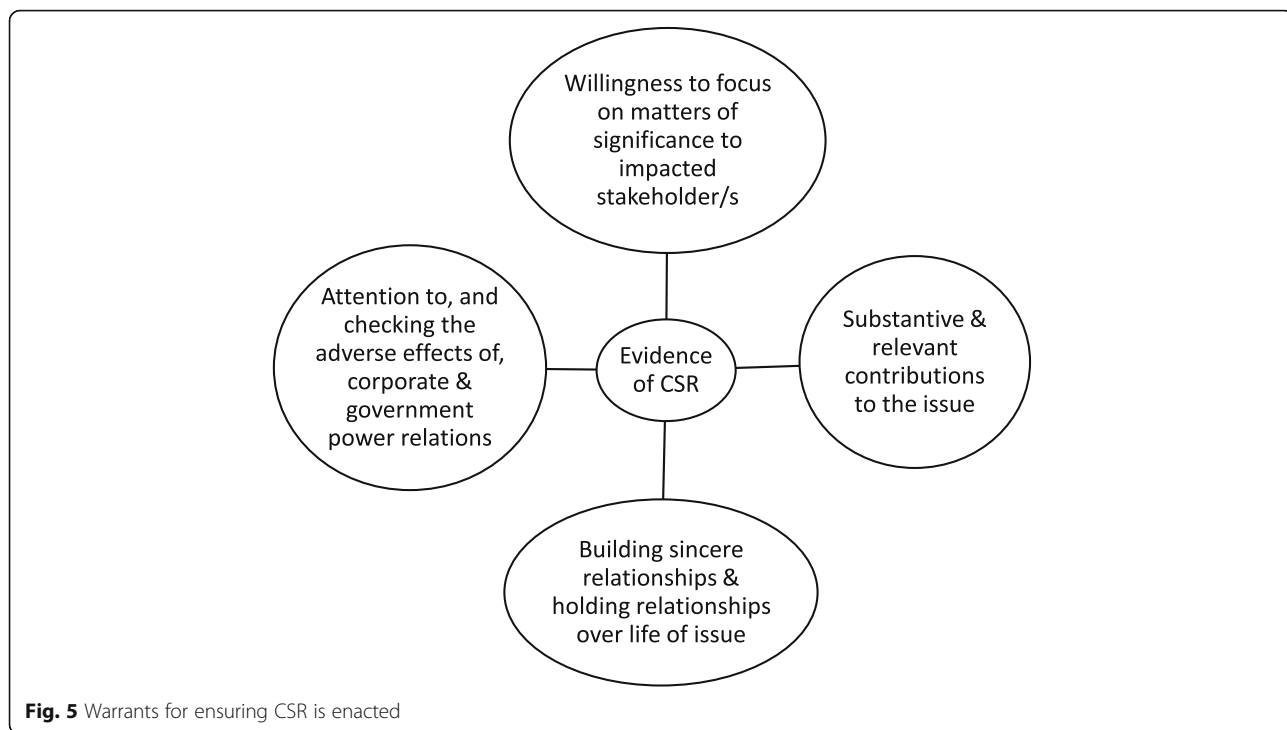 Willingness to focus
on matters of
significance to
impacted
stakeholder/s
Attention to, and
checking the
adverse effects of,
corporate &
government
power relations
Evidence
of CSR
Substantive &
relevant
contributions
to the issue
Building sincere
relationships &
holding relationships
over life of issue
Fig. 5 Warrants for ensuring CSR is enacted